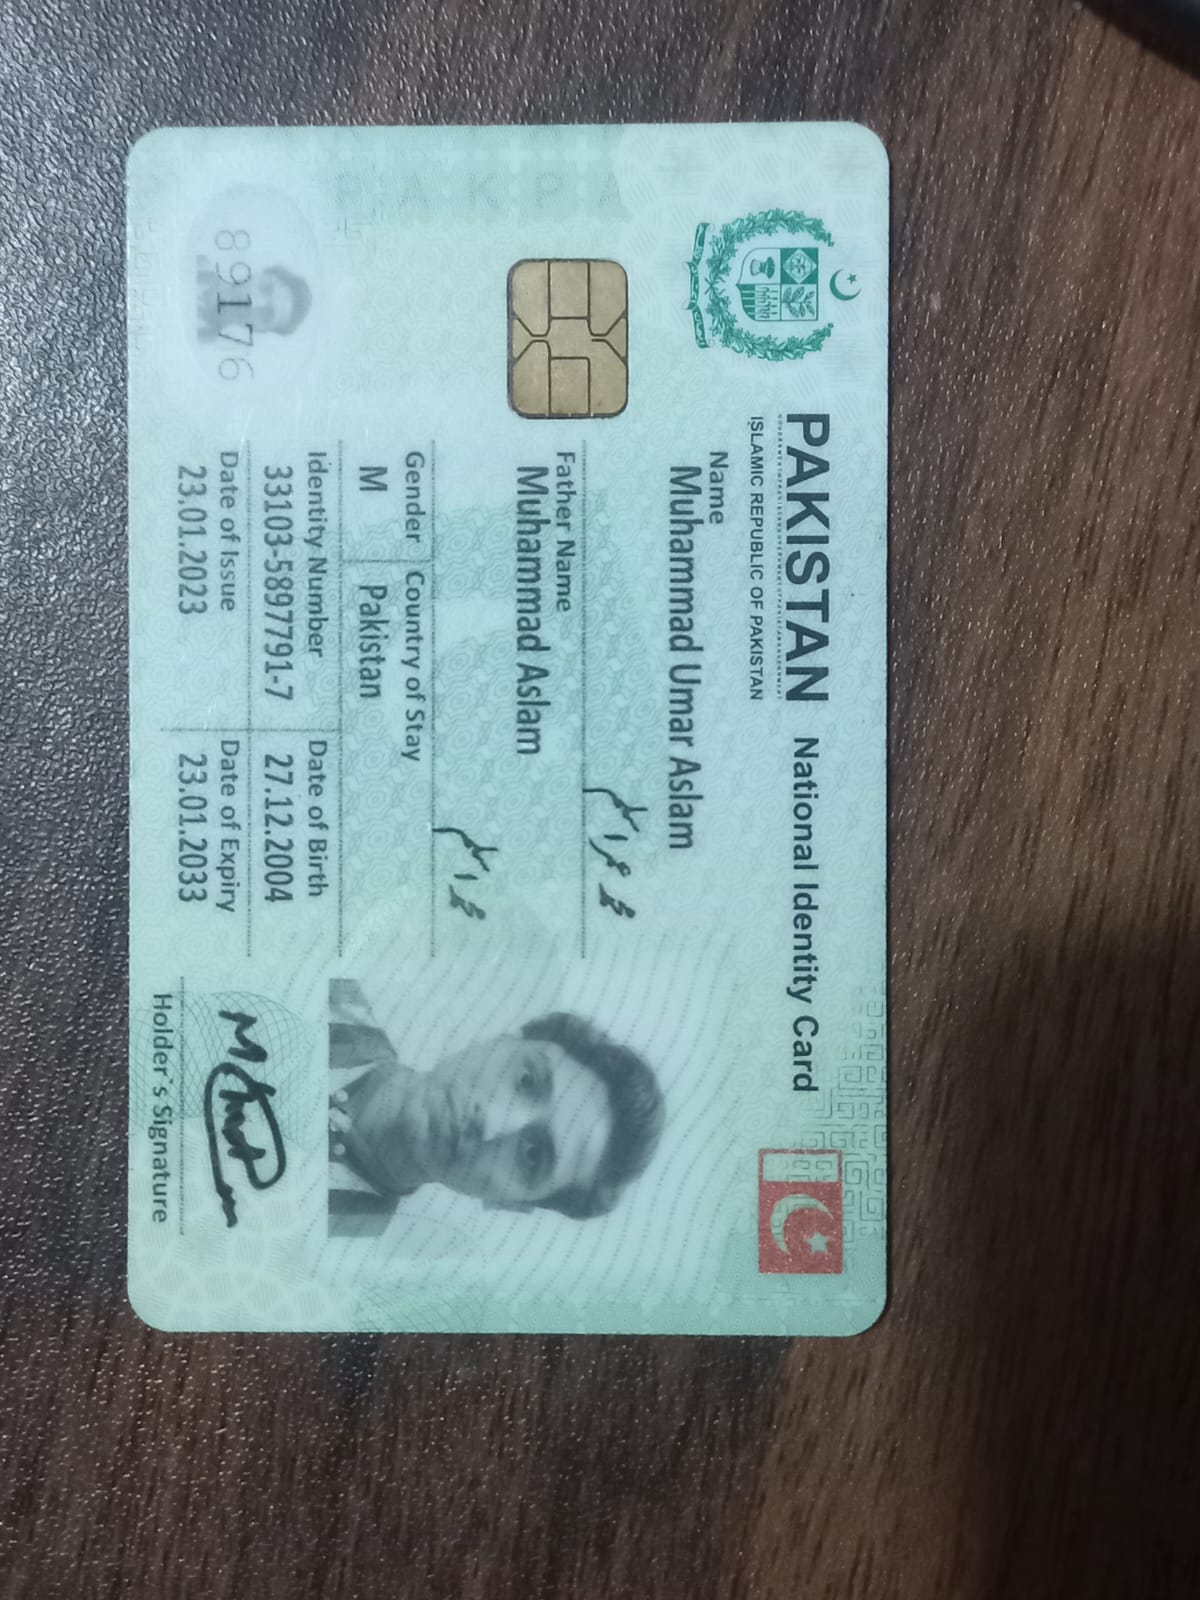 PAKISTAN National Identity Card
ISLAMIC REPUBLIC OF PAKISTAN
Name
Muhammad Umar Aslam
Father Name
Muhammad Aslam
Gender Country of Stay
M Pakistan
Identity Number Date of Birth
33103-5897791-7 27.12.2004
Date of Issue Date of Expiry
23.01.2023 23.01.2033
Holder`s Signature
89176
PAKPA